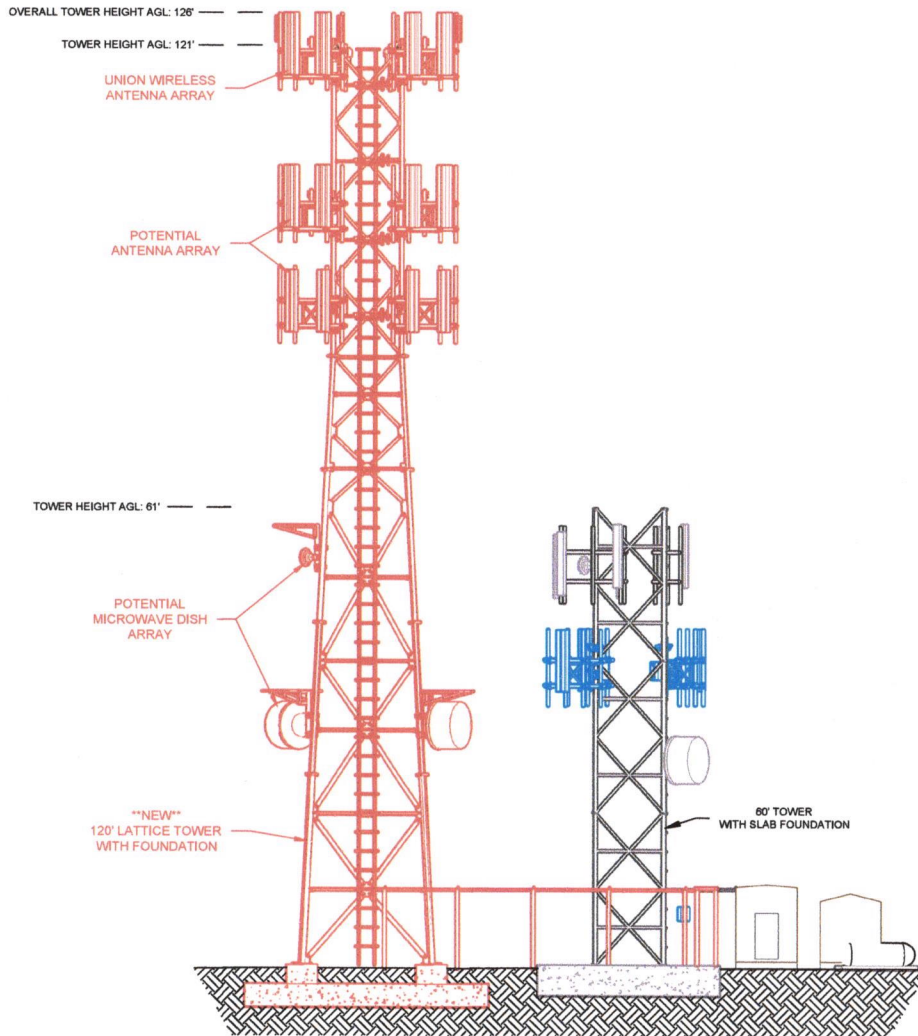 OVERALL TOWER HEIGHT AGL: 126'
TOWER HEIGHT AGL: 121'
UNION WIRELESS
ANTENNA ARRAY
POTENTIAL
ANTENNA ARRAY
TOWER HEIGHT AGL: 61'
POTENTIAL
MICROWAVE DISH
ARRAY
**NEW**
120' LATTICE TOWER
WITH FOUNDATION
60' TOWER
WITH SLAB FOUNDATION